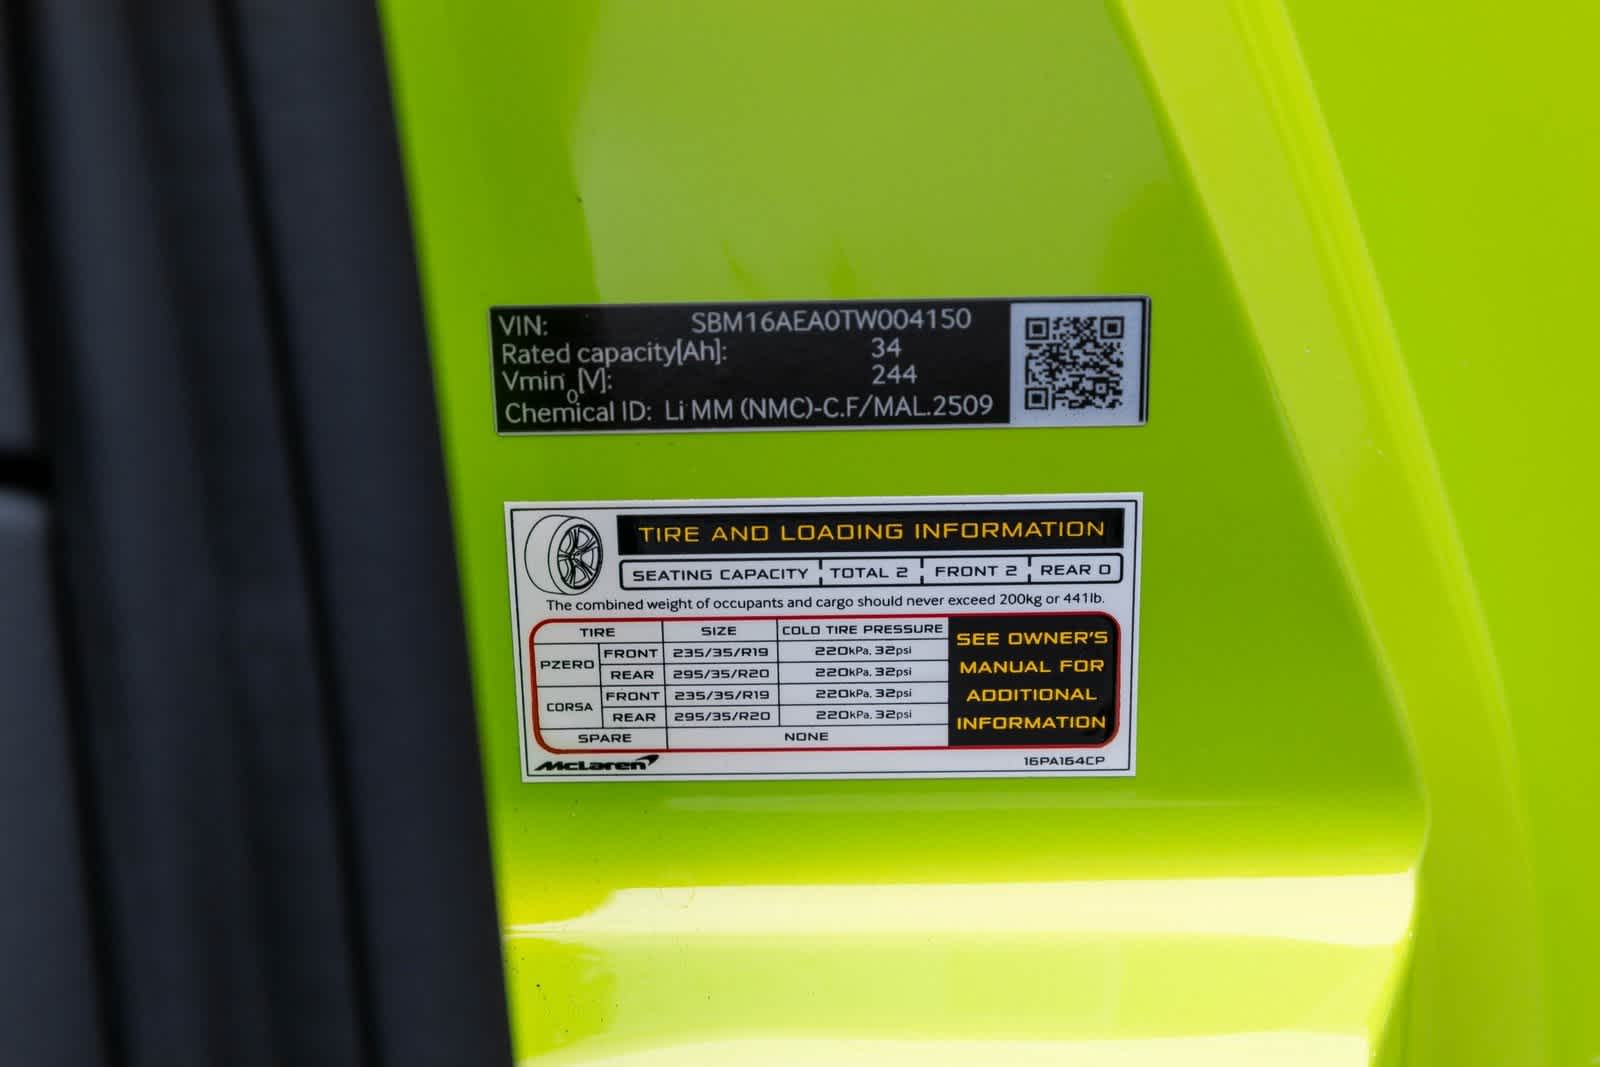 VIN: SBM16AEA0TW004150
Rated capacity[Ah]: 34
Vmin0[V]: 244
Chemical ID: Li MM (NMC)-C.F/MAL.2509
TIRE AND LOADING INFORMATION
SEATING CAPACITY TOTAL 2 FRONT 2 REAR 0
The combined weight of occupants and cargo should never exceed 200kg or 441lb.
TIRE SIZE COLD TIRE PRESSURE
PZERO FRONT 235/35/R19 220kPa, 32psi
REAR 295/35/R20 220kPa, 32psi
CORSA FRONT 235/35/R19 220kPa, 32psi
REAR 295/35/R20 220kPa, 32psi
SPARE NONE
SEE OWNER'S
MANUAL FOR
ADDITIONAL
INFORMATION
McLaren 16PA164CP